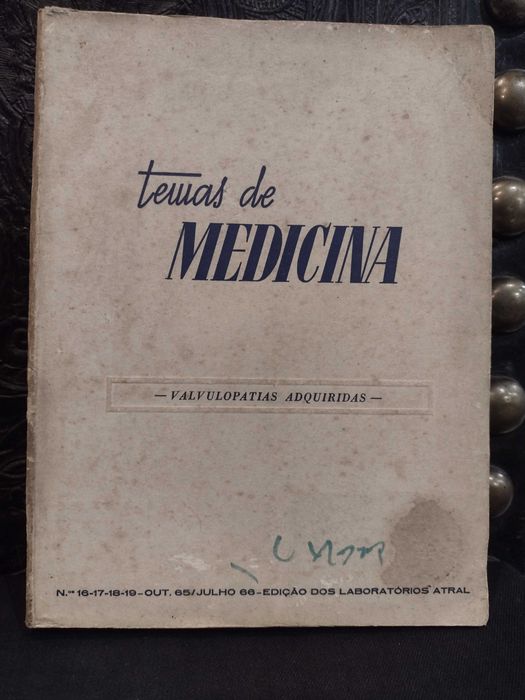 temas de
MEDICINA
— VALVULOPATIAS ADQUIRIDAS —
N.os 16-17-18-19 - OUT. 65/JULHO 66 - EDIÇÃO DOS LABORATÓRIOS ATRAL